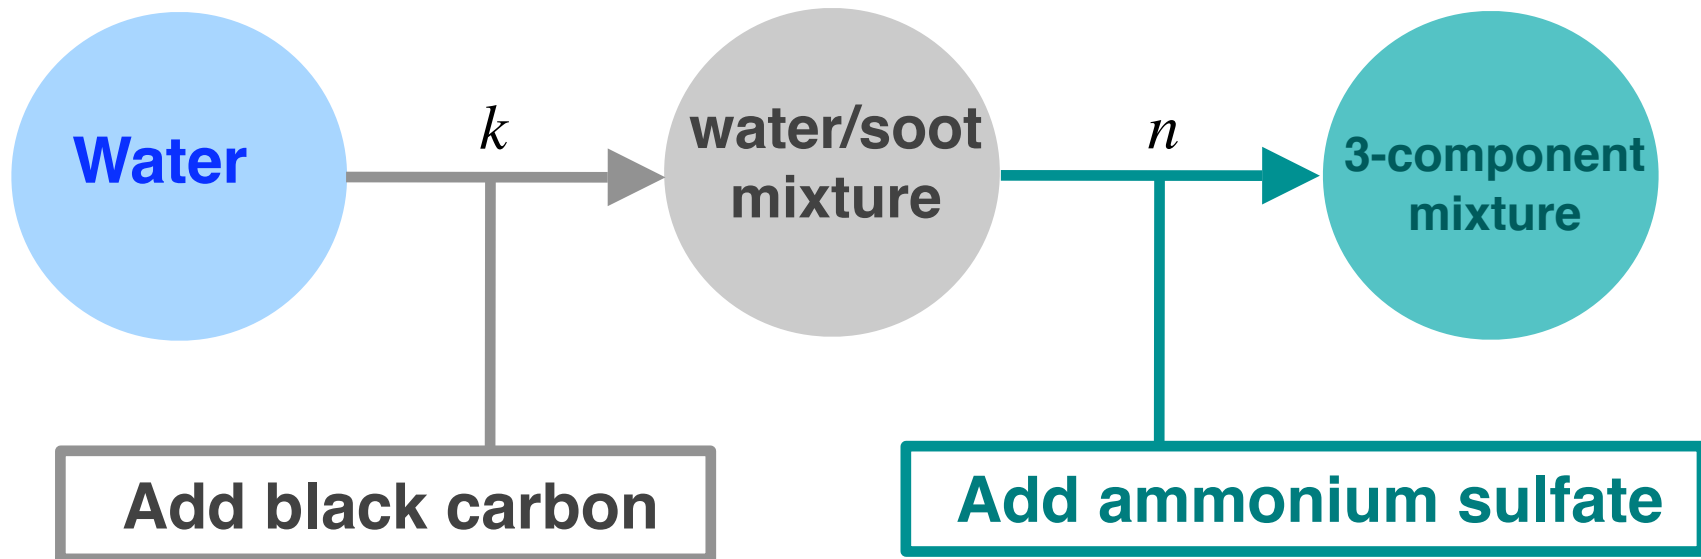 Water
k
water/soot
mixture
n
3-component
mixture
Add black carbon
Add ammonium sulfate